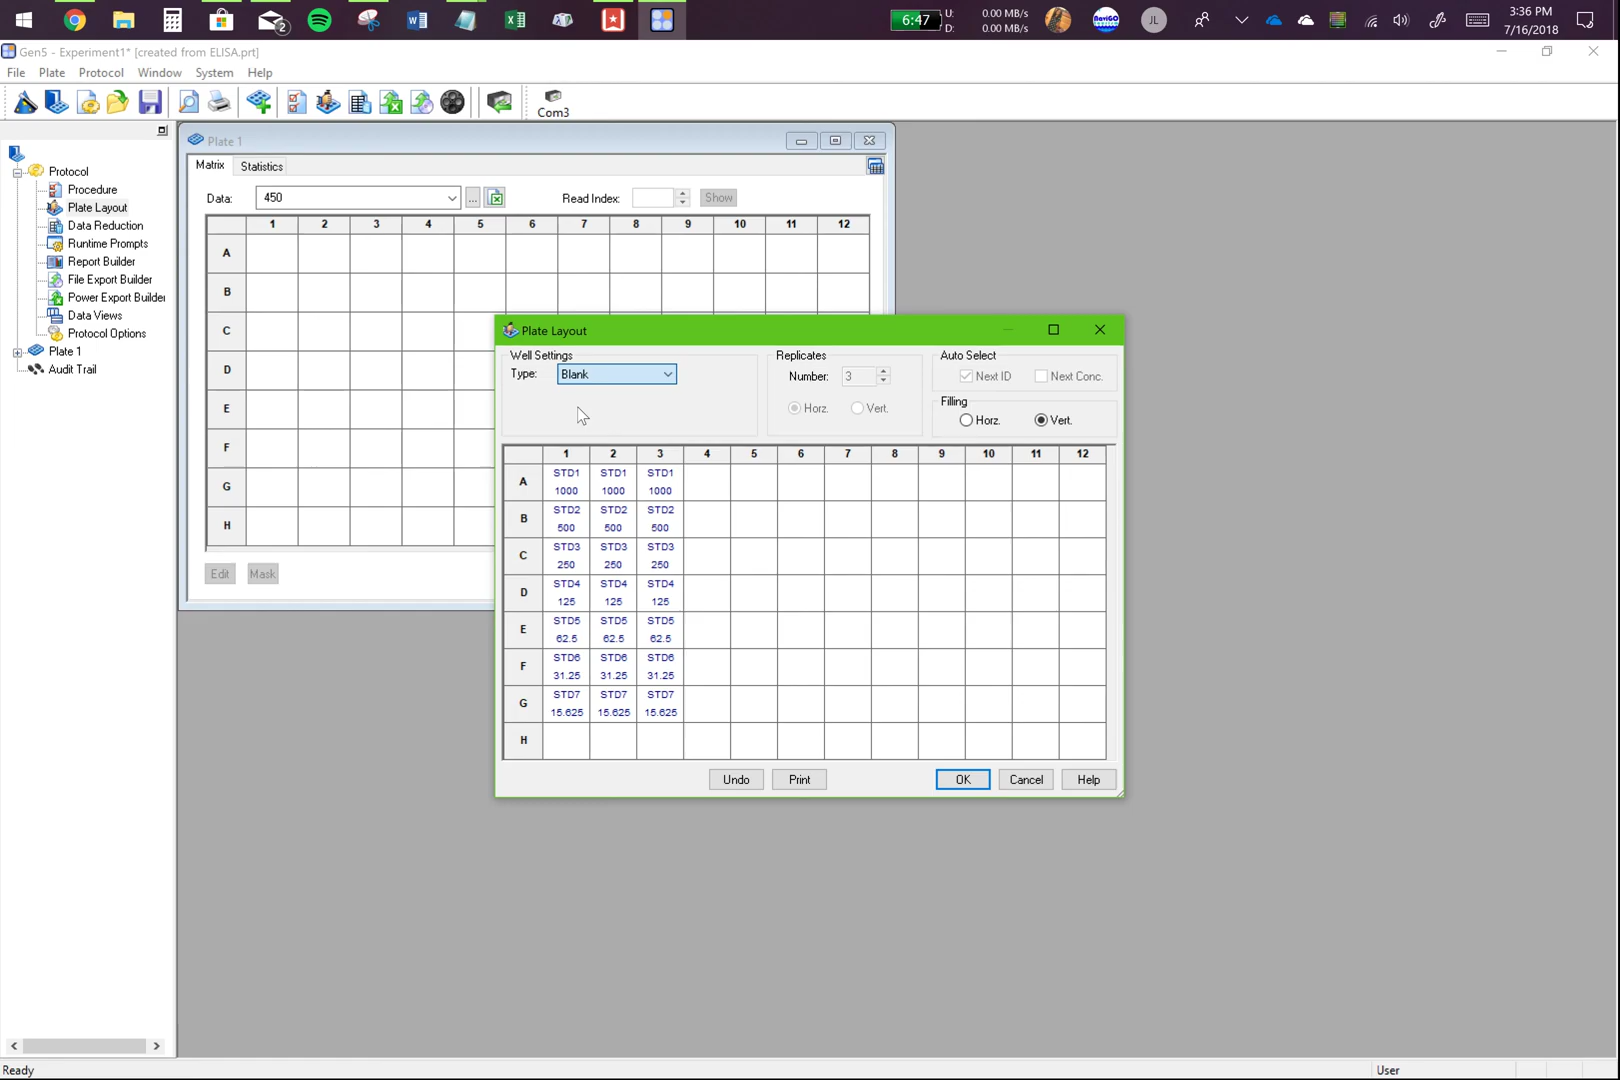 6:47
U: 0.00 MB/s
D: 0.00 MB/s
NaviGO
JL
3:36 PM
7/16/2018
2
Gen5 - Experiment1* [created from ELISA.prt]
File Plate Protocol Window System Help
Com3
Protocol
Procedure
Plate Layout
Data Reduction
Runtime Prompts
Report Builder
File Export Builder
Power Export Builder
Data Views
Protocol Options
Plate 1
Audit Trail
Plate 1
Matrix Statistics
Data: 450 ... Read Index: Show
1 2 3 4 5 6 7 8 9 10 11 12
A
B
C
D
E
F
G
H
Edit Mask
Plate Layout
Well Settings
Type: Blank
Replicates
Number: 3
Horz. Vert.
Auto Select
Next ID Next Conc.
Filling
Horz. Vert.
1 2 3 4 5 6 7 8 9 10 11 12
A STD1 STD1 STD1
1000 1000 1000
B STD2 STD2 STD2
500 500 500
C STD3 STD3 STD3
250 250 250
D STD4 STD4 STD4
125 125 125
E STD5 STD5 STD5
62.5 62.5 62.5
F STD6 STD6 STD6
31.25 31.25 31.25
G STD7 STD7 STD7
15.625 15.625 15.625
H
Undo Print OK Cancel Help
Ready User